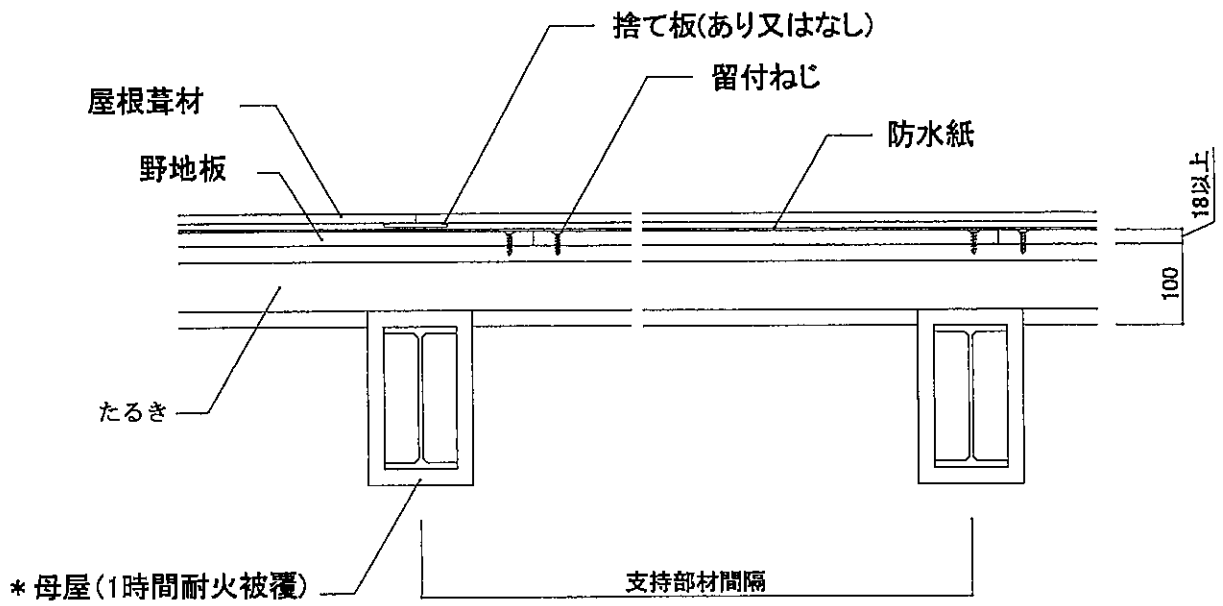 捨て板(あり又はなし)
留付ねじ
屋根葺材
防水紙
野地板
18以上
100
たるき
*母屋(1時間耐火被覆)
支持部材間隔